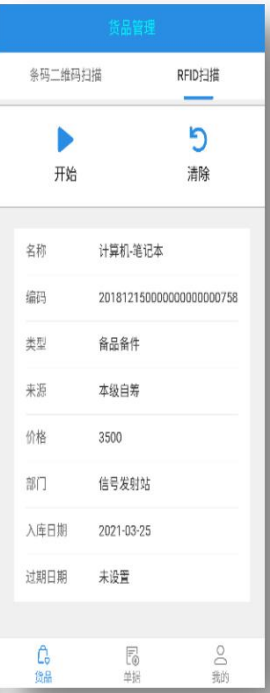 货品管理
条码二维码扫描 RFID扫描
开始 清除
名称 计算机-笔记本
编码 201812150000000000000758
类型 备品备件
来源 本级自筹
价格 3500
部门 信号发射站
入库日期 2021-03-25
过期日期 未设置
货品 单据 我的